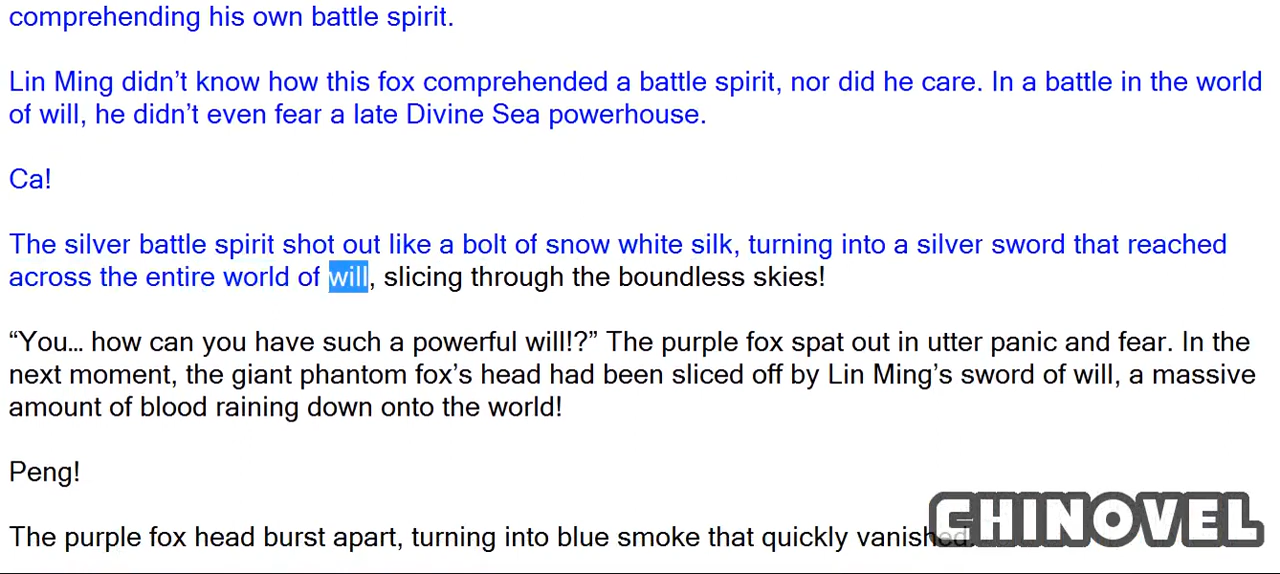 comprehending his own battle spirit.
Lin Ming didn’t know how this fox comprehended a battle spirit, nor did he care. In a battle in the world
of will, he didn’t even fear a late Divine Sea powerhouse.
Ca!
The silver battle spirit shot out like a bolt of snow white silk, turning into a silver sword that reached
across the entire world of will, slicing through the boundless skies!
“You… how can you have such a powerful will!?” The purple fox spat out in utter panic and fear. In the
next moment, the giant phantom fox’s head had been sliced off by Lin Ming’s sword of will, a massive
amount of blood raining down onto the world!
Peng!
The purple fox head burst apart, turning into blue smoke that quickly vanished.
CHINOVEL